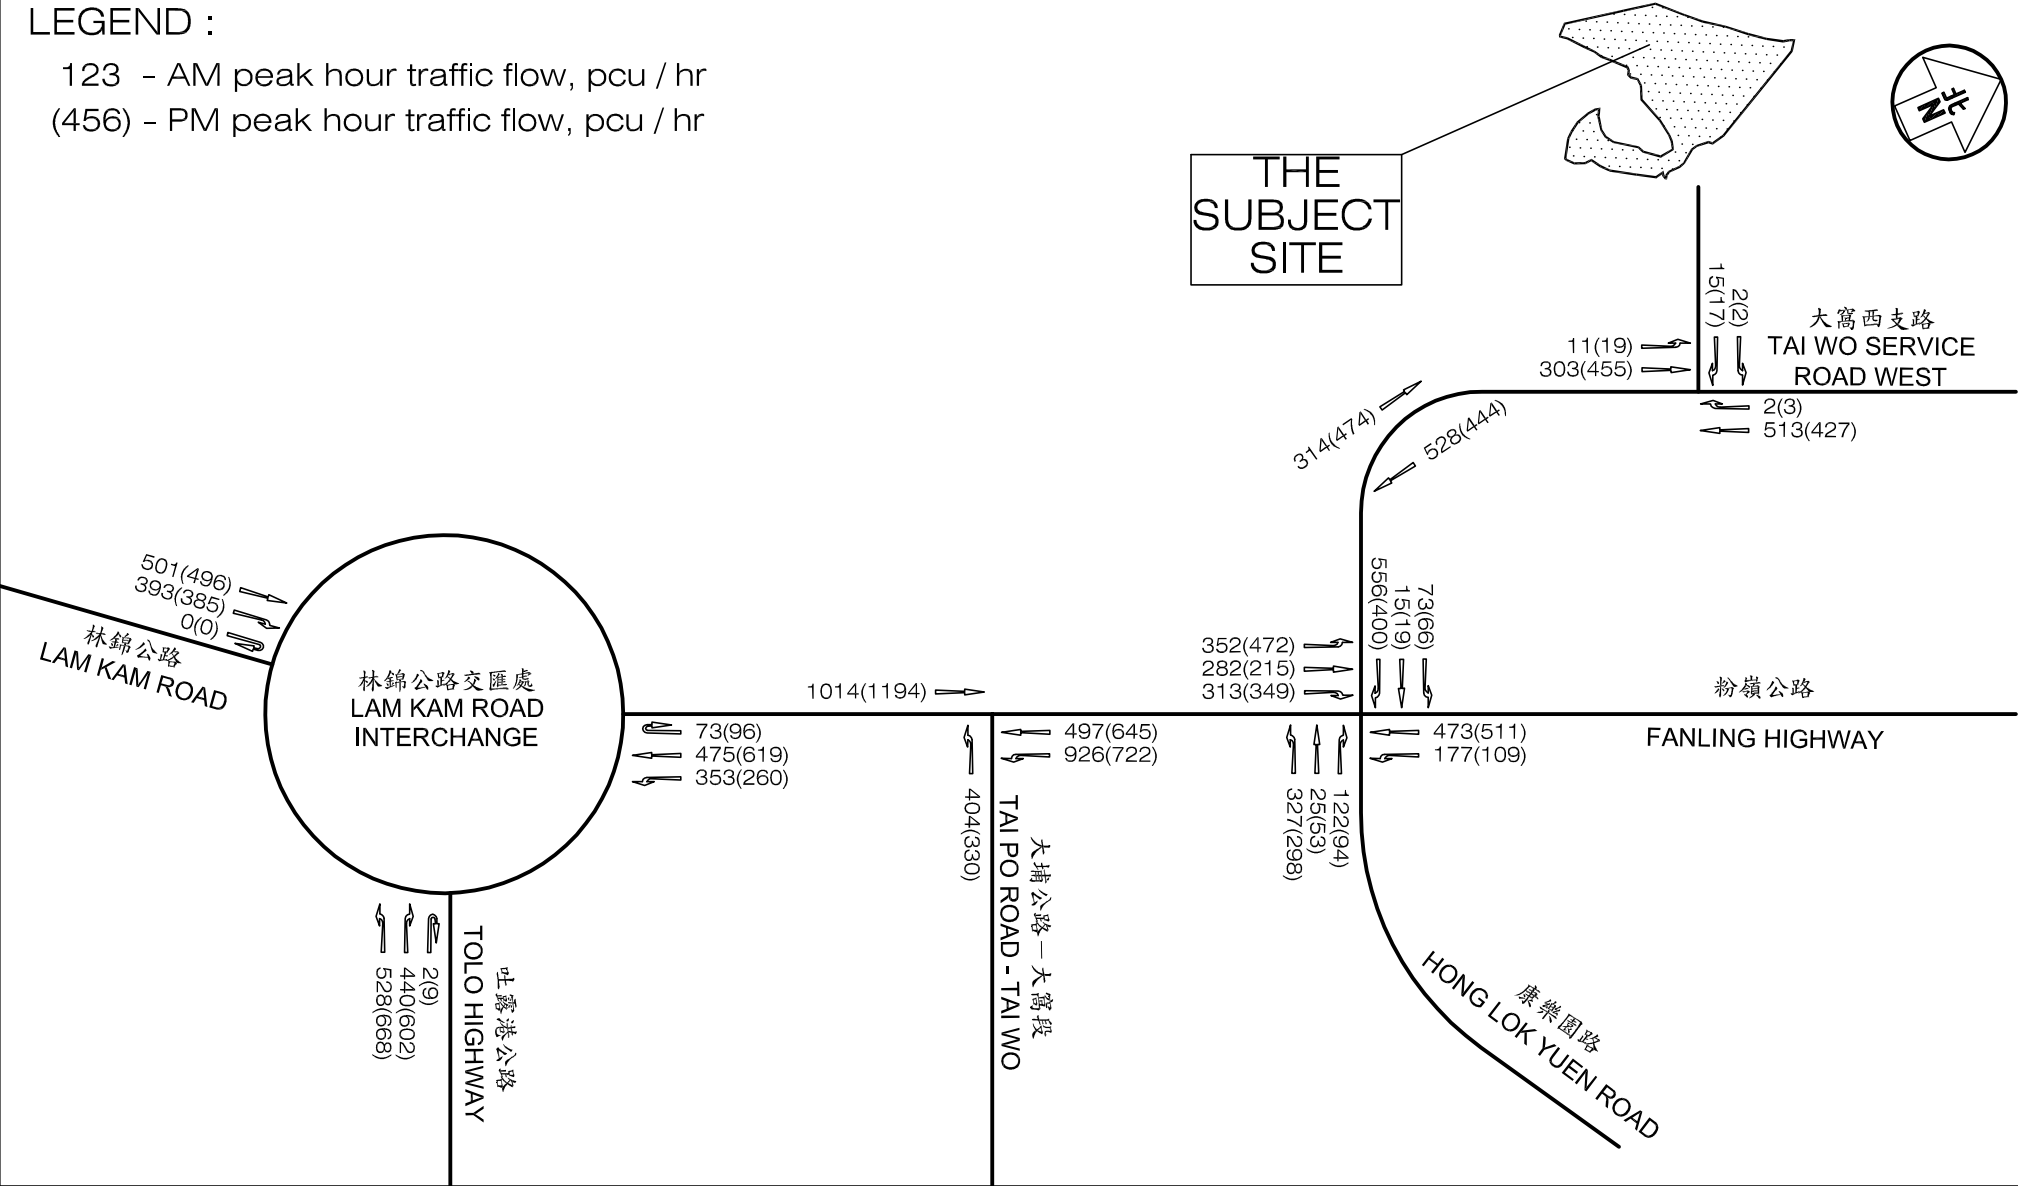 LEGEND :
123 - AM peak hour traffic flow, pcu / hr
(456) - PM peak hour traffic flow, pcu / hr
THE
SUBJECT
SITE
北
N
15(17)
2(2)
大窩西支路
TAI WO SERVICE
ROAD WEST
11(19)
303(455)
2(3)
513(427)
314(474)
528(444)
501(496)
393(385)
0(0)
林錦公路
LAM KAM ROAD
林錦公路交匯處
LAM KAM ROAD
INTERCHANGE
1014(1194)
73(96)
475(619)
353(260)
497(645)
926(722)
404(330)
352(472)
282(215)
313(349)
556(400)
15(19)
73(66)
粉嶺公路
FANLING HIGHWAY
473(511)
177(109)
327(298)
25(53)
122(94)
大埔公路－大窩段
TAI PO ROAD - TAI WO
528(668)
440(602)
2(9)
吐露港公路
TOLO HIGHWAY
康樂園路
HONG LOK YUEN ROAD